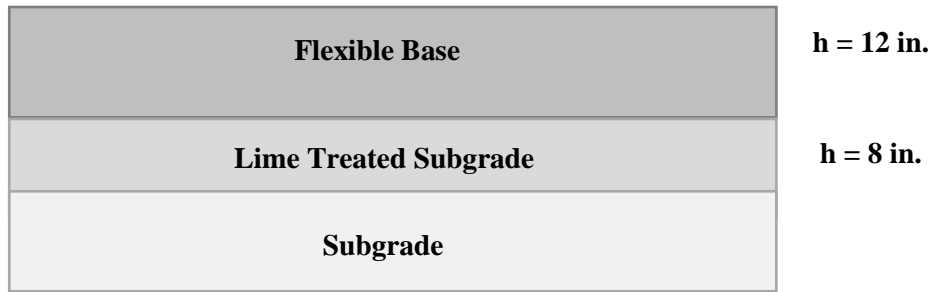 Flexible Base
h = 12 in.
Lime Treated Subgrade
h = 8 in.
Subgrade